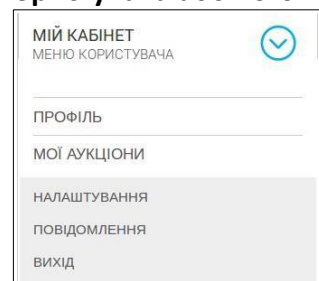 МІЙ КАБІНЕТ
МЕНЮ КОРИСТУВАЧА
ПРОФІЛЬ
МОЇ АУКЦІОНИ
НАЛАШТУВАННЯ
ПОВІДОМЛЕННЯ
ВИХІД